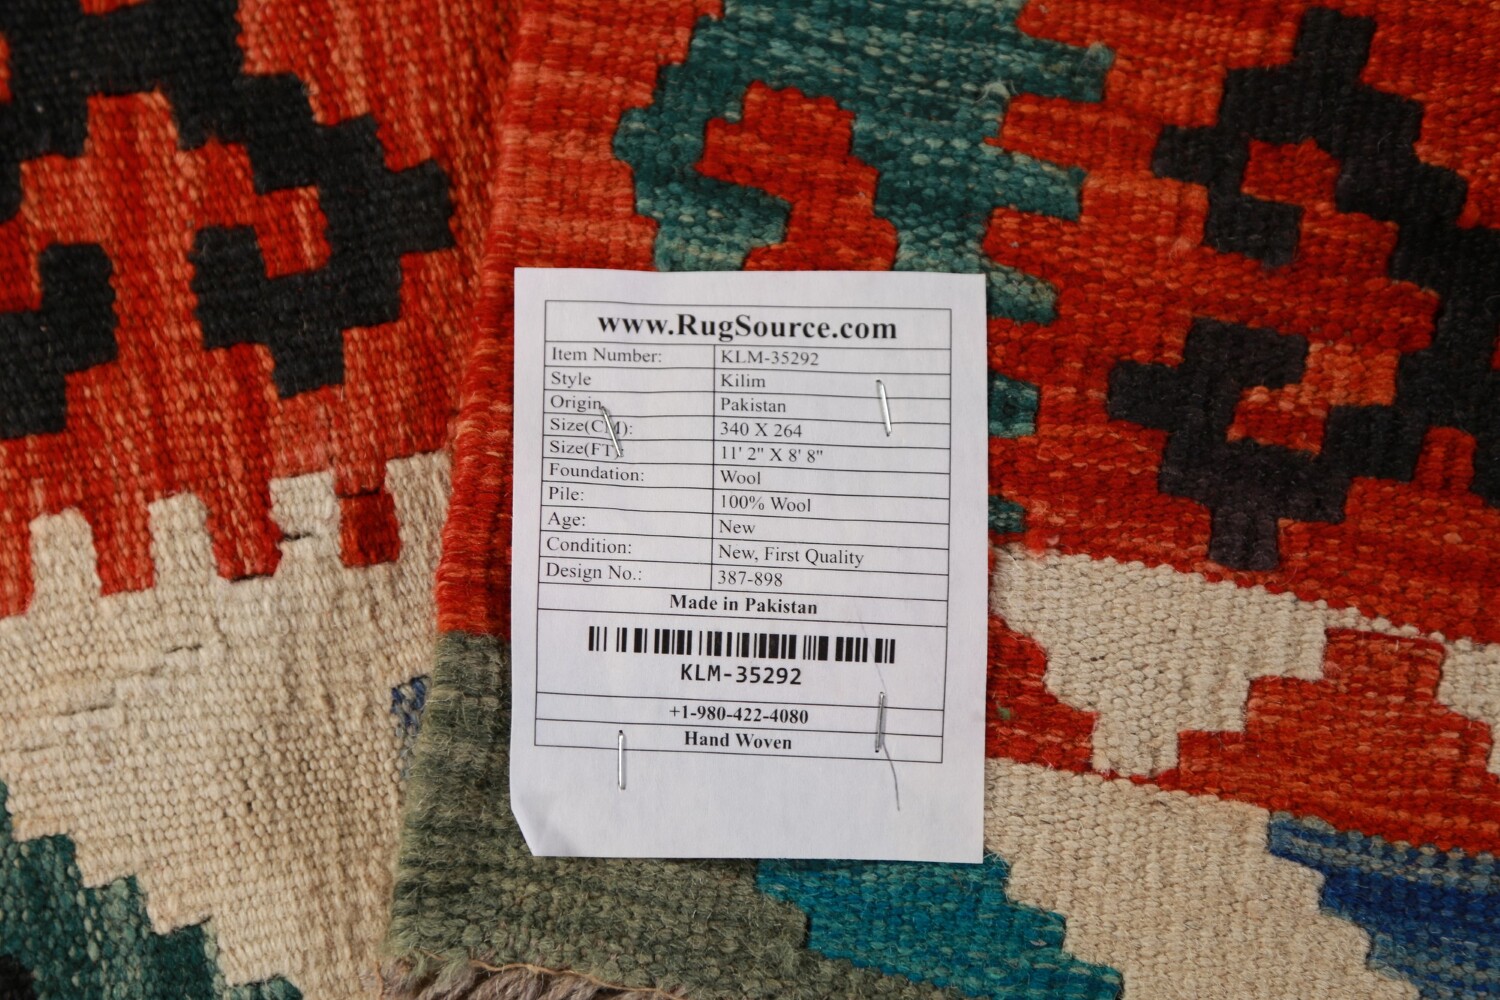 www.RugSource.com
Item Number: KLM-35292
Style Kilim
Origin Pakistan
Size(CM): 340 X 264
Size(FT) 11' 2" X 8' 8"
Foundation: Wool
Pile: 100% Wool
Age: New
Condition: New, First Quality
Design No.: 387-898
Made in Pakistan
KLM-35292
+1-980-422-4080
Hand Woven